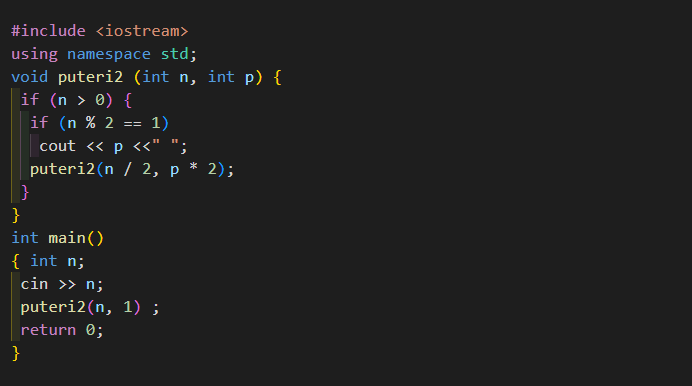 #include <iostream>
using namespace std;
void puteri2 (int n, int p) {
if (n > 0) {
if (n % 2 == 1)
cout << p <<" ";
puteri2(n / 2, p * 2);
}
}
int main()
{ int n;
cin >> n;
puteri2(n, 1) ;
return 0;
}